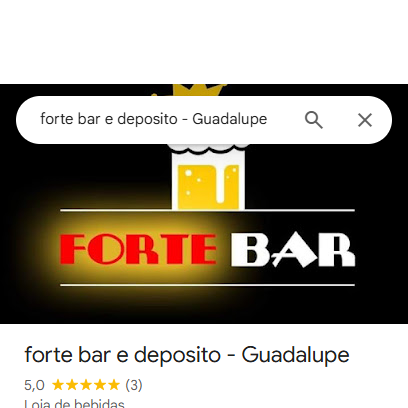 forte bar e deposito - Guadalupe
FORTE BAR
forte bar e deposito - Guadalupe
5,0 ★★★★★ (3)
Loja de bebidas